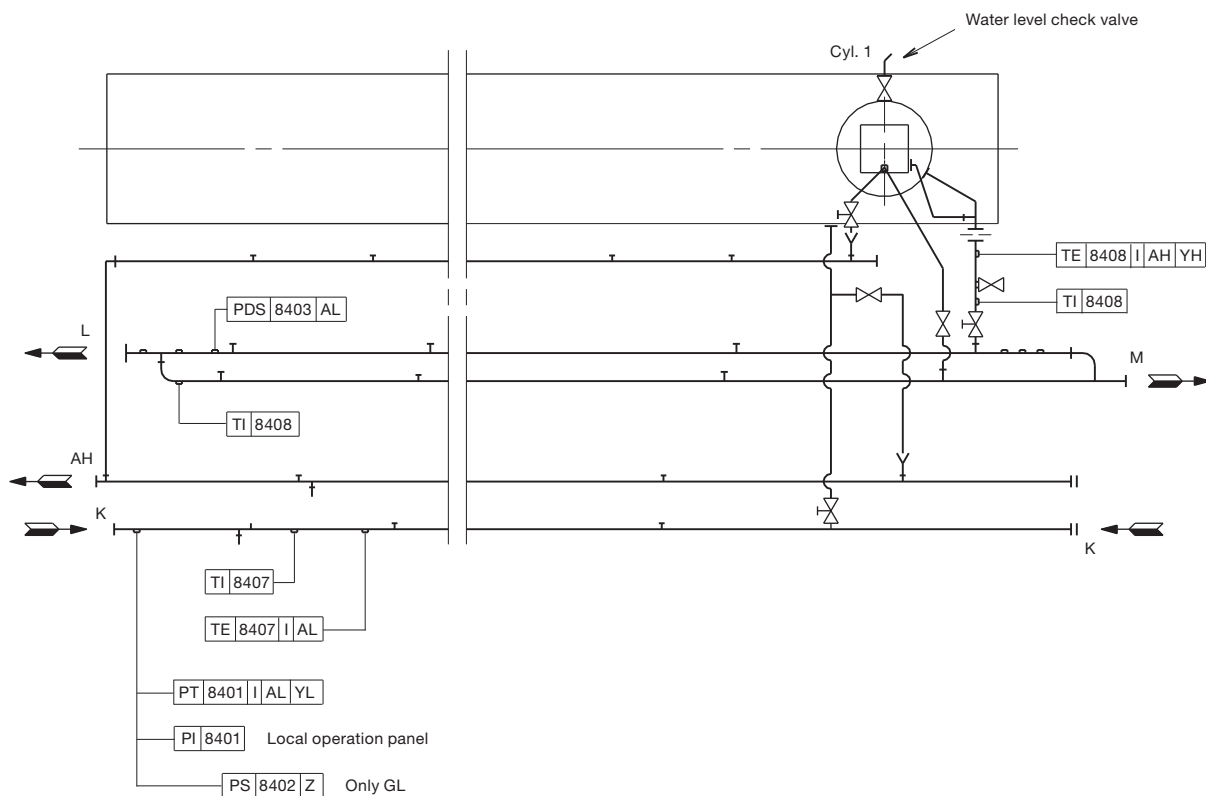 Water level check valve
Cyl. 1
TE 8408 I AH YH
PDS 8403 AL
TI 8408
L
M
TI 8408
AH
K
K
TI 8407
TE 8407 I AL
PT 8401 I AL YL
PI 8401 Local operation panel
PS 8402 Z Only GL